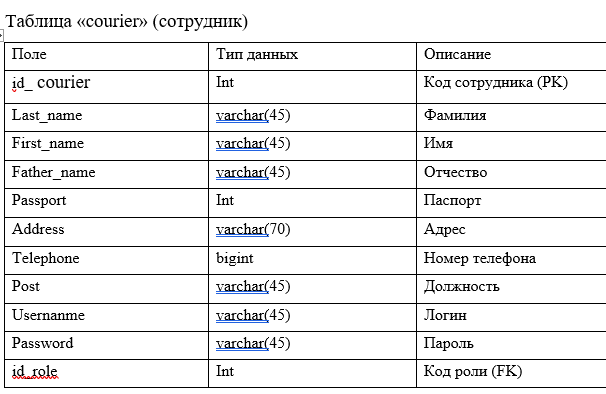 Таблица «courier» (сотрудник)
Поле Тип данных Описание
id_ courier Int Код сотрудника (PK)
Last_name varchar(45) Фамилия
First_name varchar(45) Имя
Father_name varchar(45) Отчество
Passport Int Паспорт
Address varchar(70) Адрес
Telephone bigint Номер телефона
Post varchar(45) Должность
Usernanme varchar(45) Логин
Password varchar(45) Пароль
id_role Int Код роли (FK)